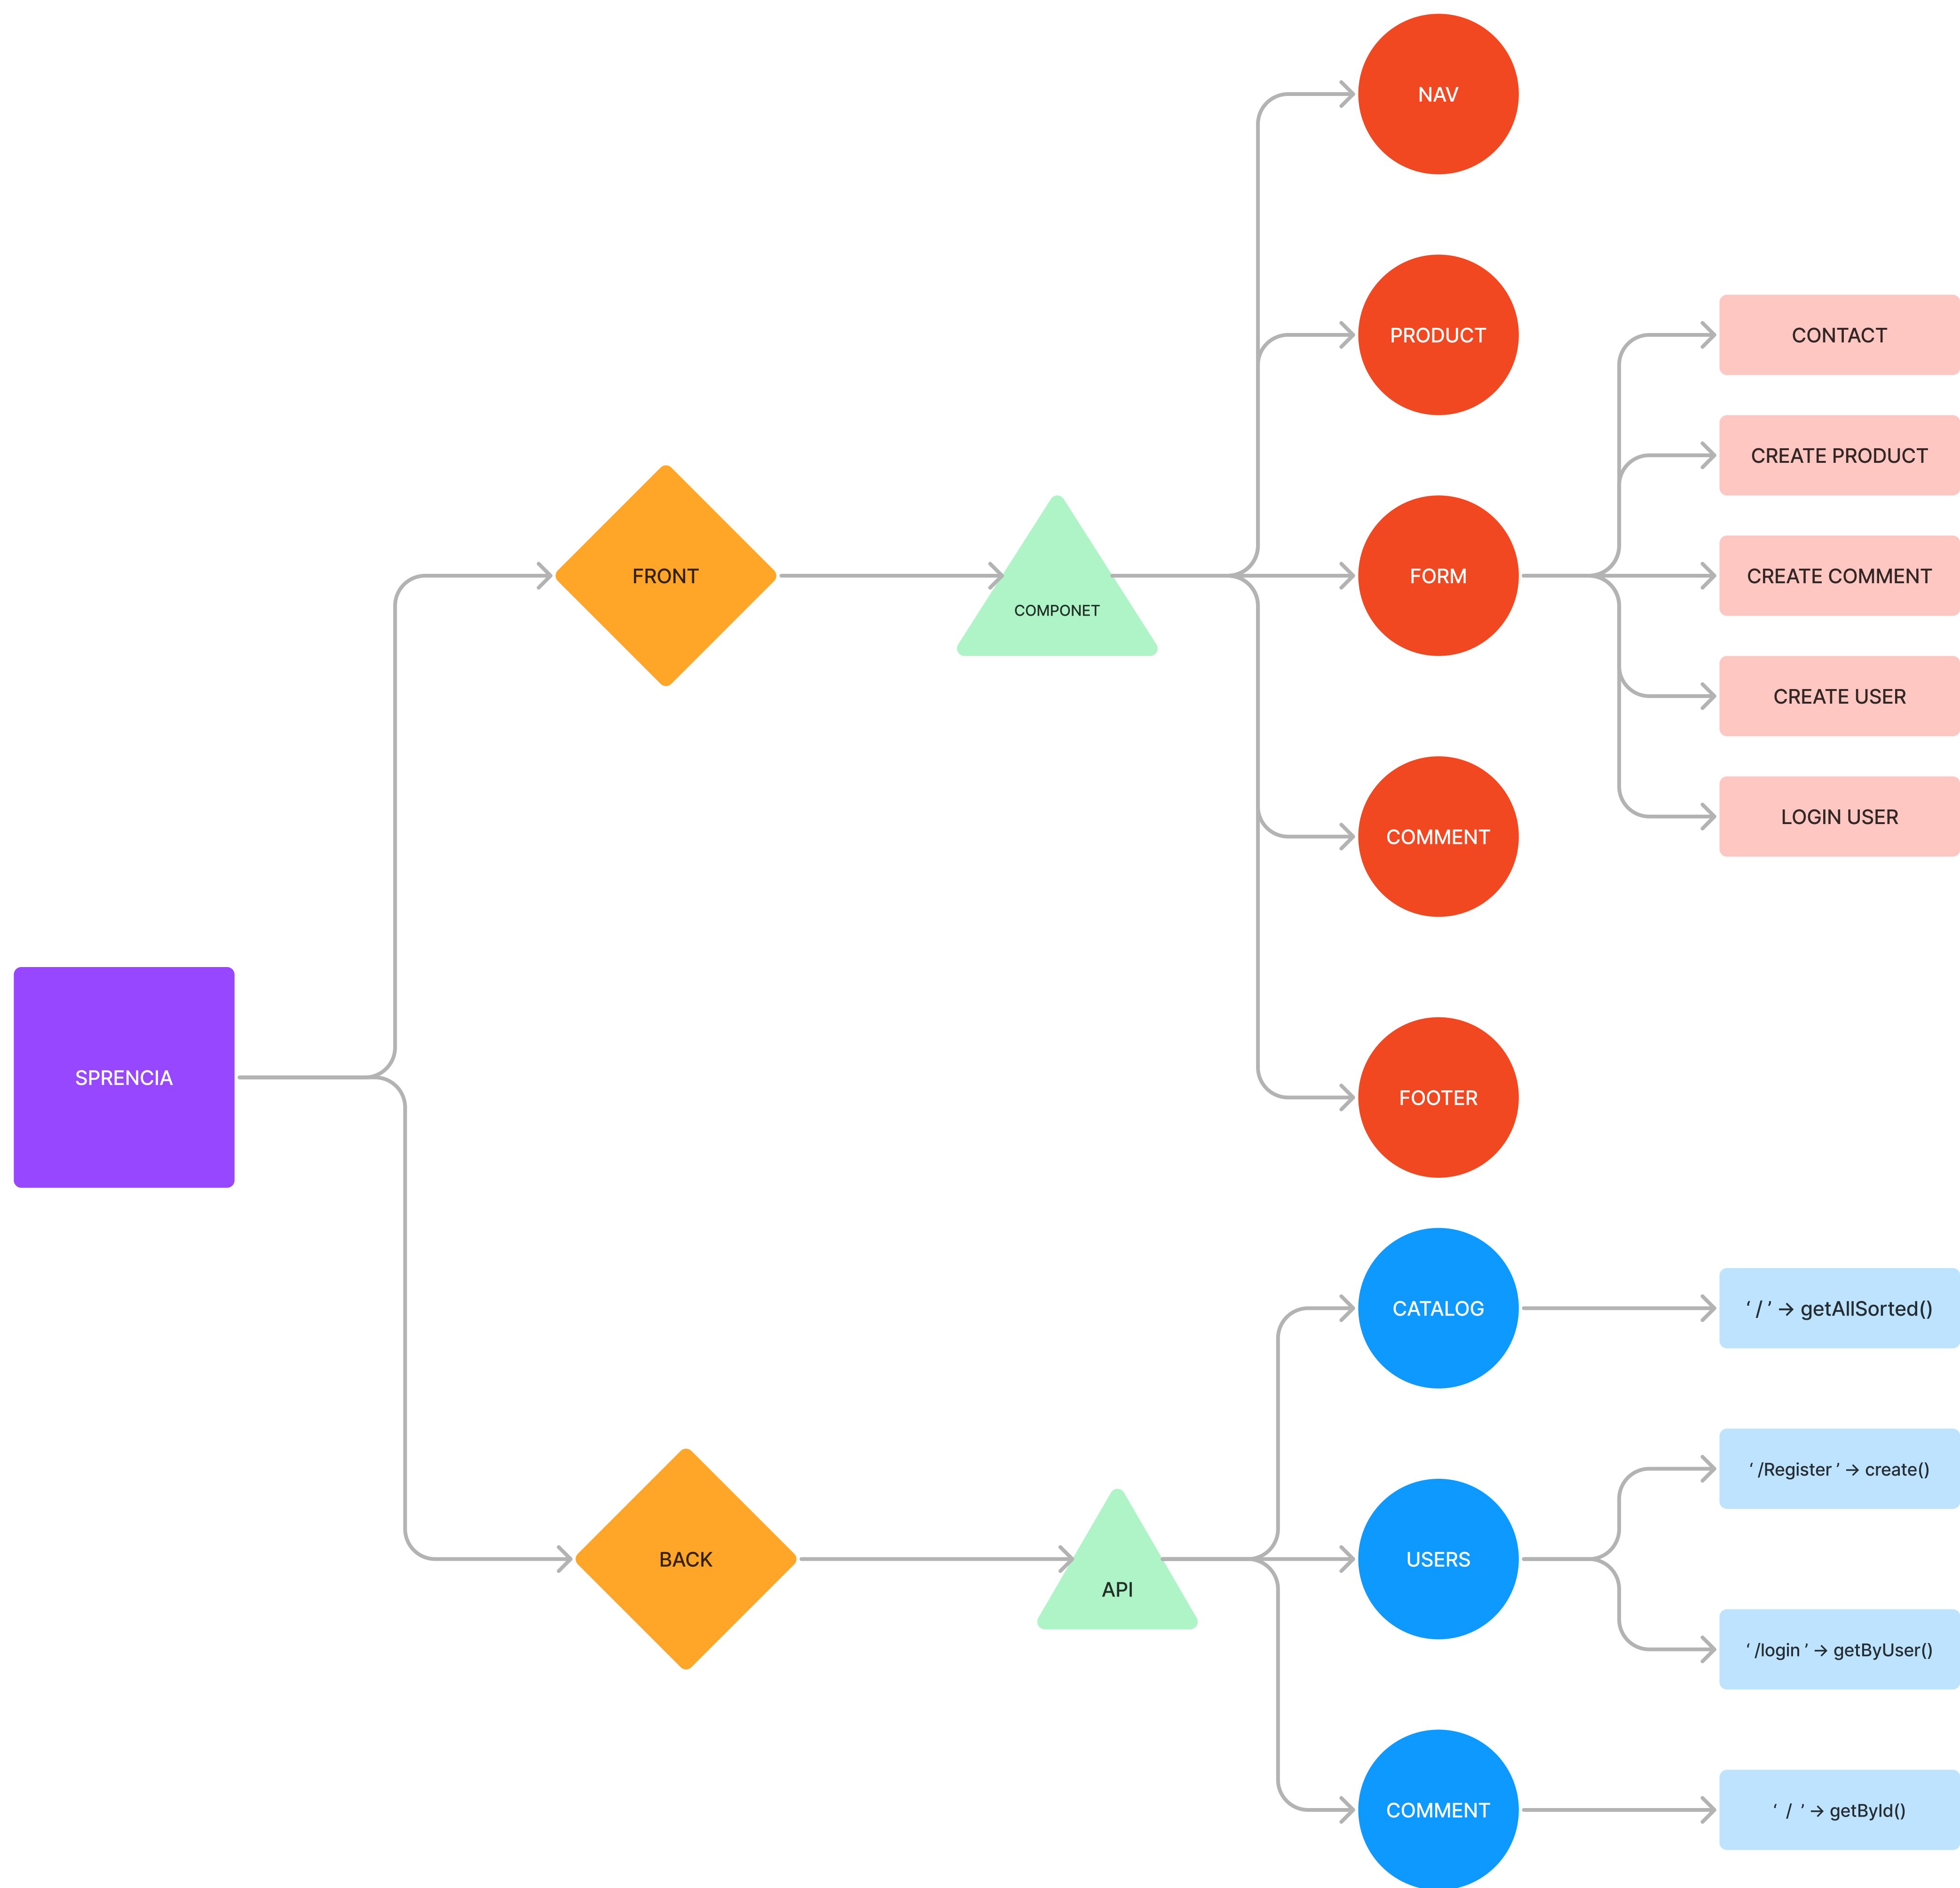 NAV
PRODUCT
CONTACT
CREATE PRODUCT
FRONT
COMPONET
FORM
CREATE COMMENT
CREATE USER
LOGIN USER
COMMENT
SPRENCIA
FOOTER
CATALOG
‘ / ’ → getAllSorted()
‘ /Register ’ → create()
BACK
API
USERS
‘ /login ’ → getByUser()
COMMENT
‘ / ’ → getById()